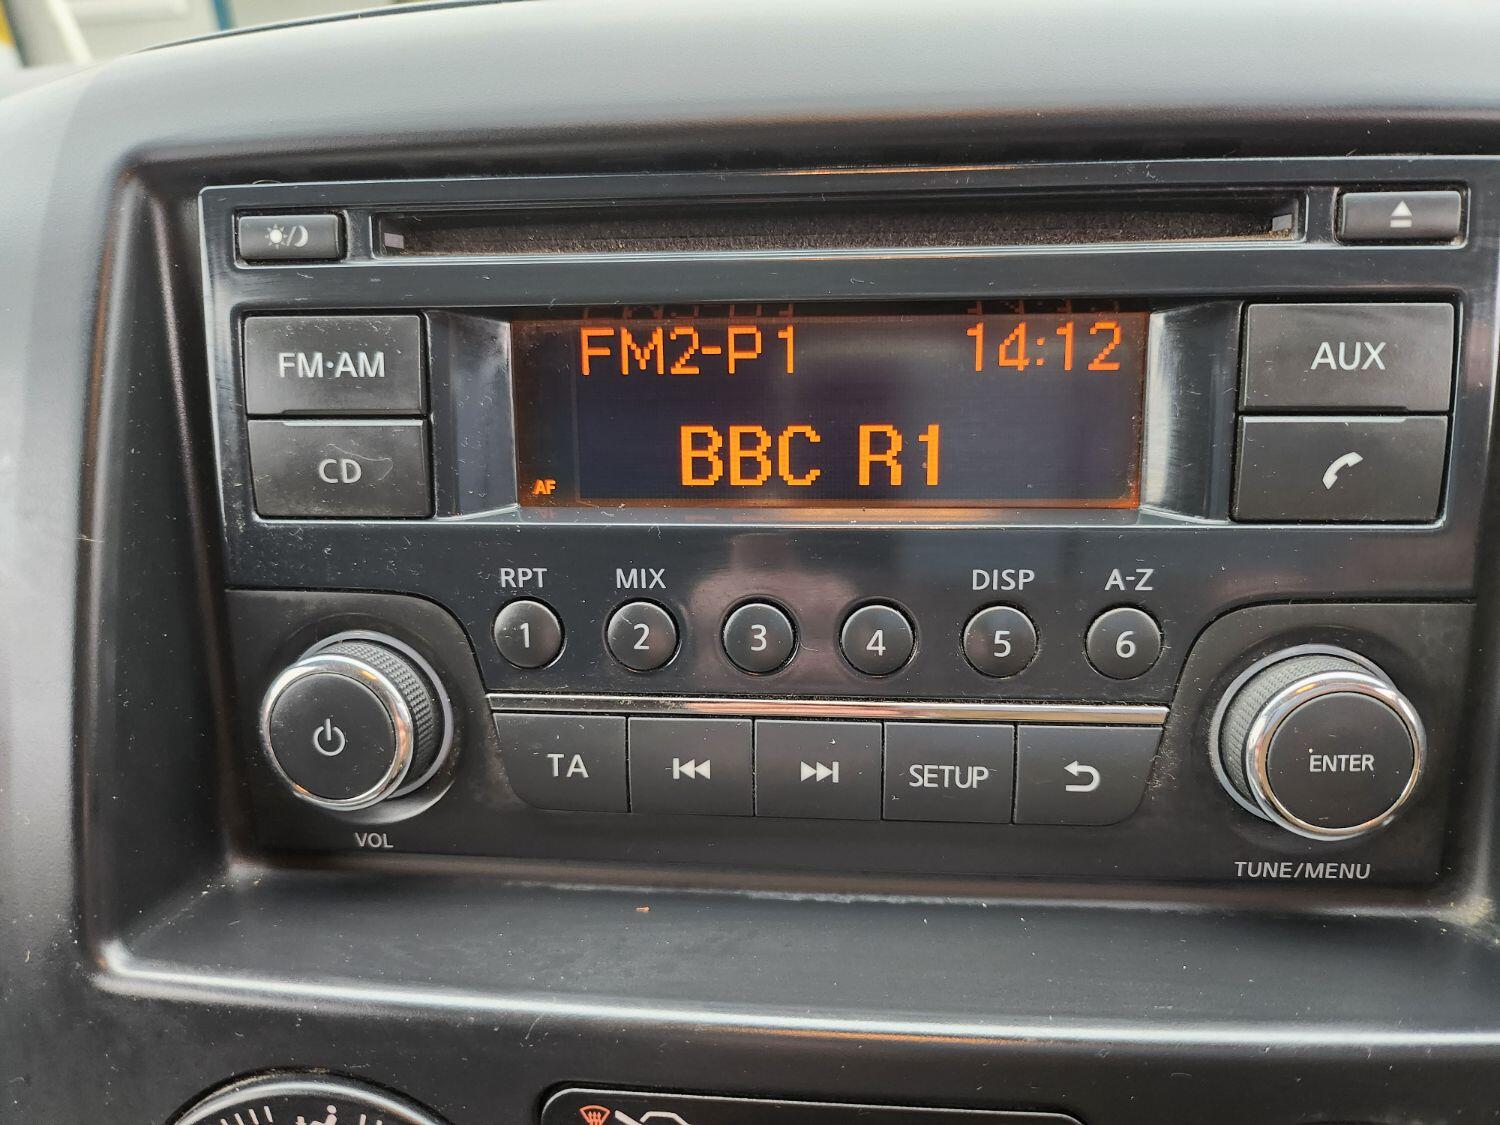 FM2-P1 14:12
FM·AM
AUX
CD
BBC R1
AF
RPT MIX DISP A-Z
1 2 3 4 5 6
TA SETUP
ENTER
VOL
TUNE/MENU